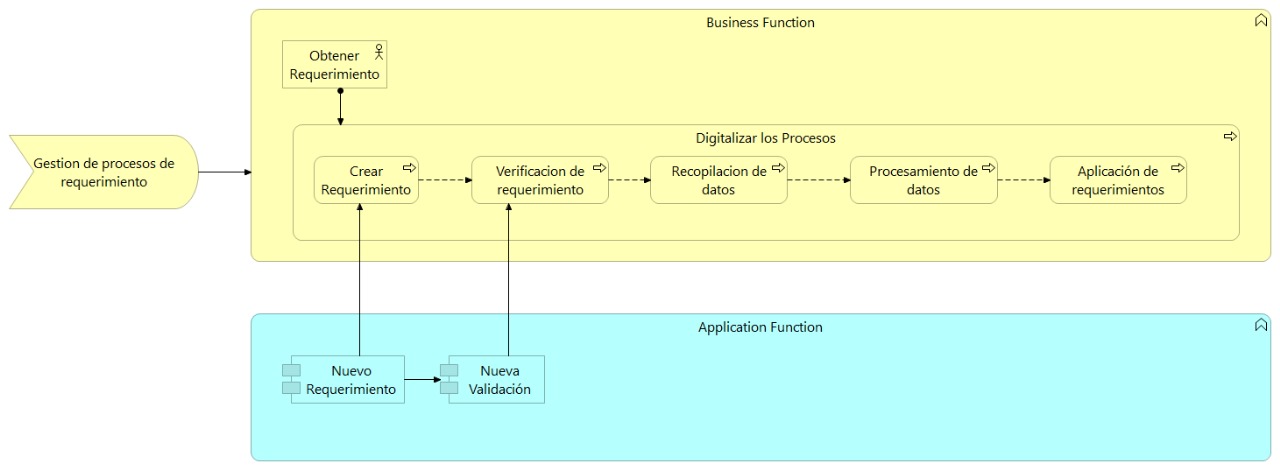 Business Function
Obtener
Requerimiento
Gestion de procesos de
requerimiento
Digitalizar los Procesos
Crear
Requerimiento
Verificacion de
requerimiento
Recopilacion de
datos
Procesamiento de
datos
Aplicación de
requerimientos
Application Function
Nuevo
Requerimiento
Nueva
Validación